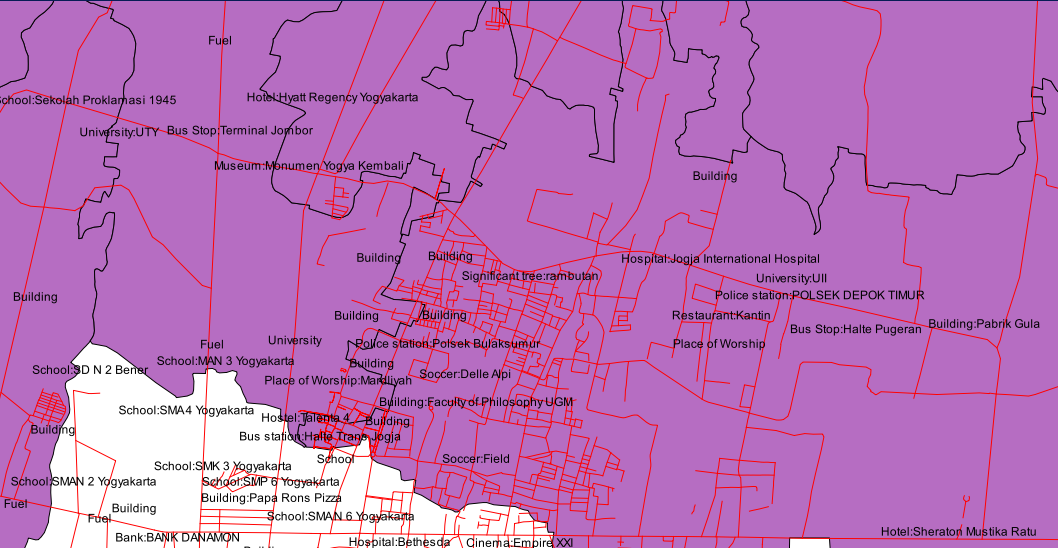 Fuel
Hotel:Hyatt Regency Yogyakarta
School:Sekolah Proklamasi 1945
University:UTY
Bus Stop:Terminal Jombor
Museum:Monumen Yogya Kembali
Building
Building
Building
Hospital:Jogja International Hospital
Significant tree:rambutan
University:UII
Building
Police station:POLSEK DEPOK TIMUR
Building
Building
Restaurant:Kantin
Bus Stop:Halte Pugeran
Building:Pabrik Gula
Fuel
University
Police station:Polsek Bulaksumur
Place of Worship
School:MAN 3 Yogyakarta
Building
School:SD N 2 Bener
Soccer:Delle Alpi
Place of Worship:Mardliyah
Building:Faculty of Philosophy UGM
School:SMA4 Yogyakarta
Hostel:Talenta 4
Building
Building
Bus station:Halte Trans Jogja
School
Soccer:Field
School:SMK 3 Yogyakarta
School:SMAN 2 Yogyakarta
School:SMP 6 Yogyakarta
Building:Papa Rons Pizza
Fuel
Building
Fuel
School:SMAN 6 Yogyakarta
Hotel:Sheraton Mustika Ratu
Bank:BANK DANAMON
Hospital:Bethesda
Cinema:Empire XXI